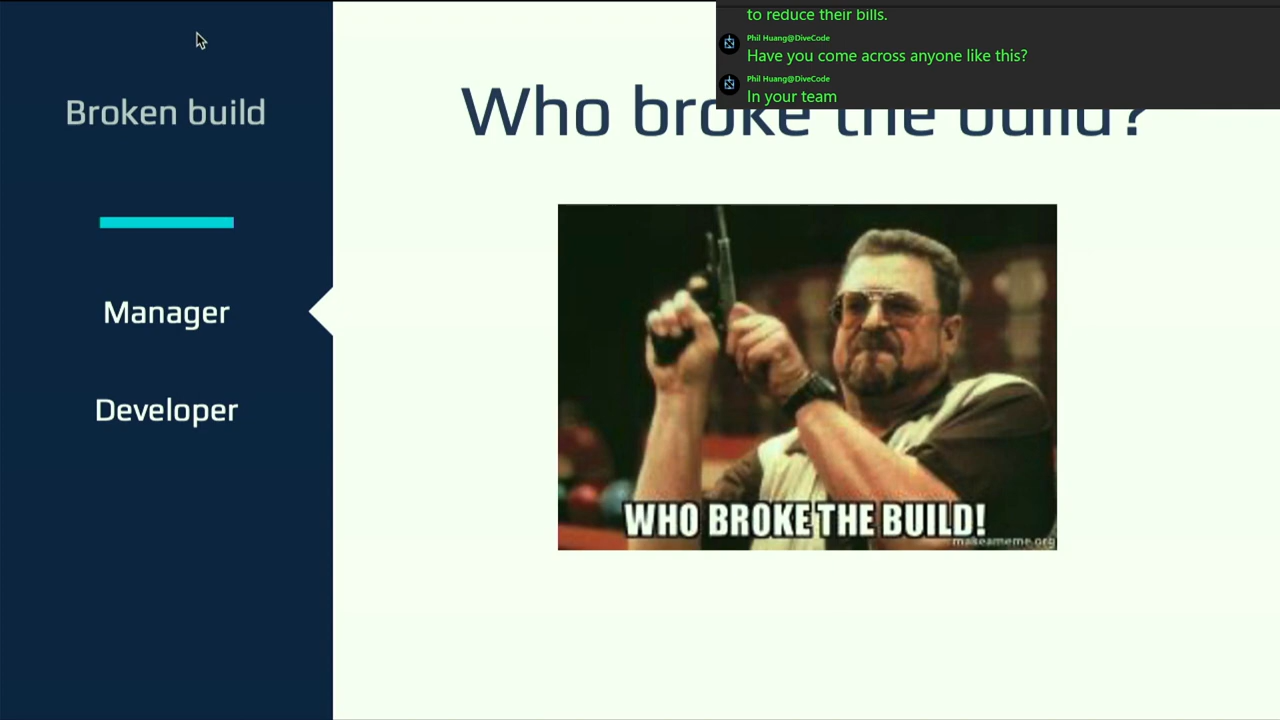 Broken build
Manager
Developer
to reduce their bills.
Phil Huang@DiveCode
Have you come across anyone like this?
Phil Huang@DiveCode
In your team
Who broke the build?
WHO BROKE THE BUILD!
makeameme.org